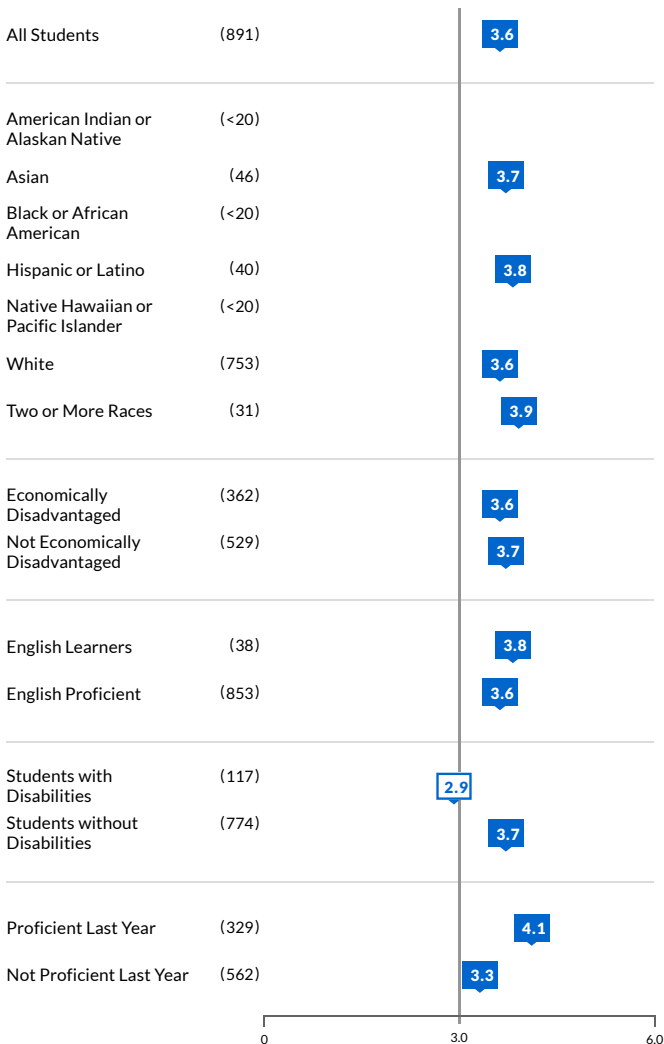 All Students (891) 3.6
American Indian or (<20)
Alaskan Native
Asian (46) 3.7
Black or African (<20)
American
Hispanic or Latino (40) 3.8
Native Hawaiian or (<20)
Pacific Islander
White (753) 3.6
Two or More Races (31) 3.9
Economically (362) 3.6
Disadvantaged
Not Economically (529) 3.7
Disadvantaged
English Learners (38) 3.8
English Proficient (853) 3.6
Students with (117) 2.9
Disabilities
Students without (774) 3.7
Disabilities
Proficient Last Year (329) 4.1
Not Proficient Last Year (562) 3.3
0 3.0 6.0